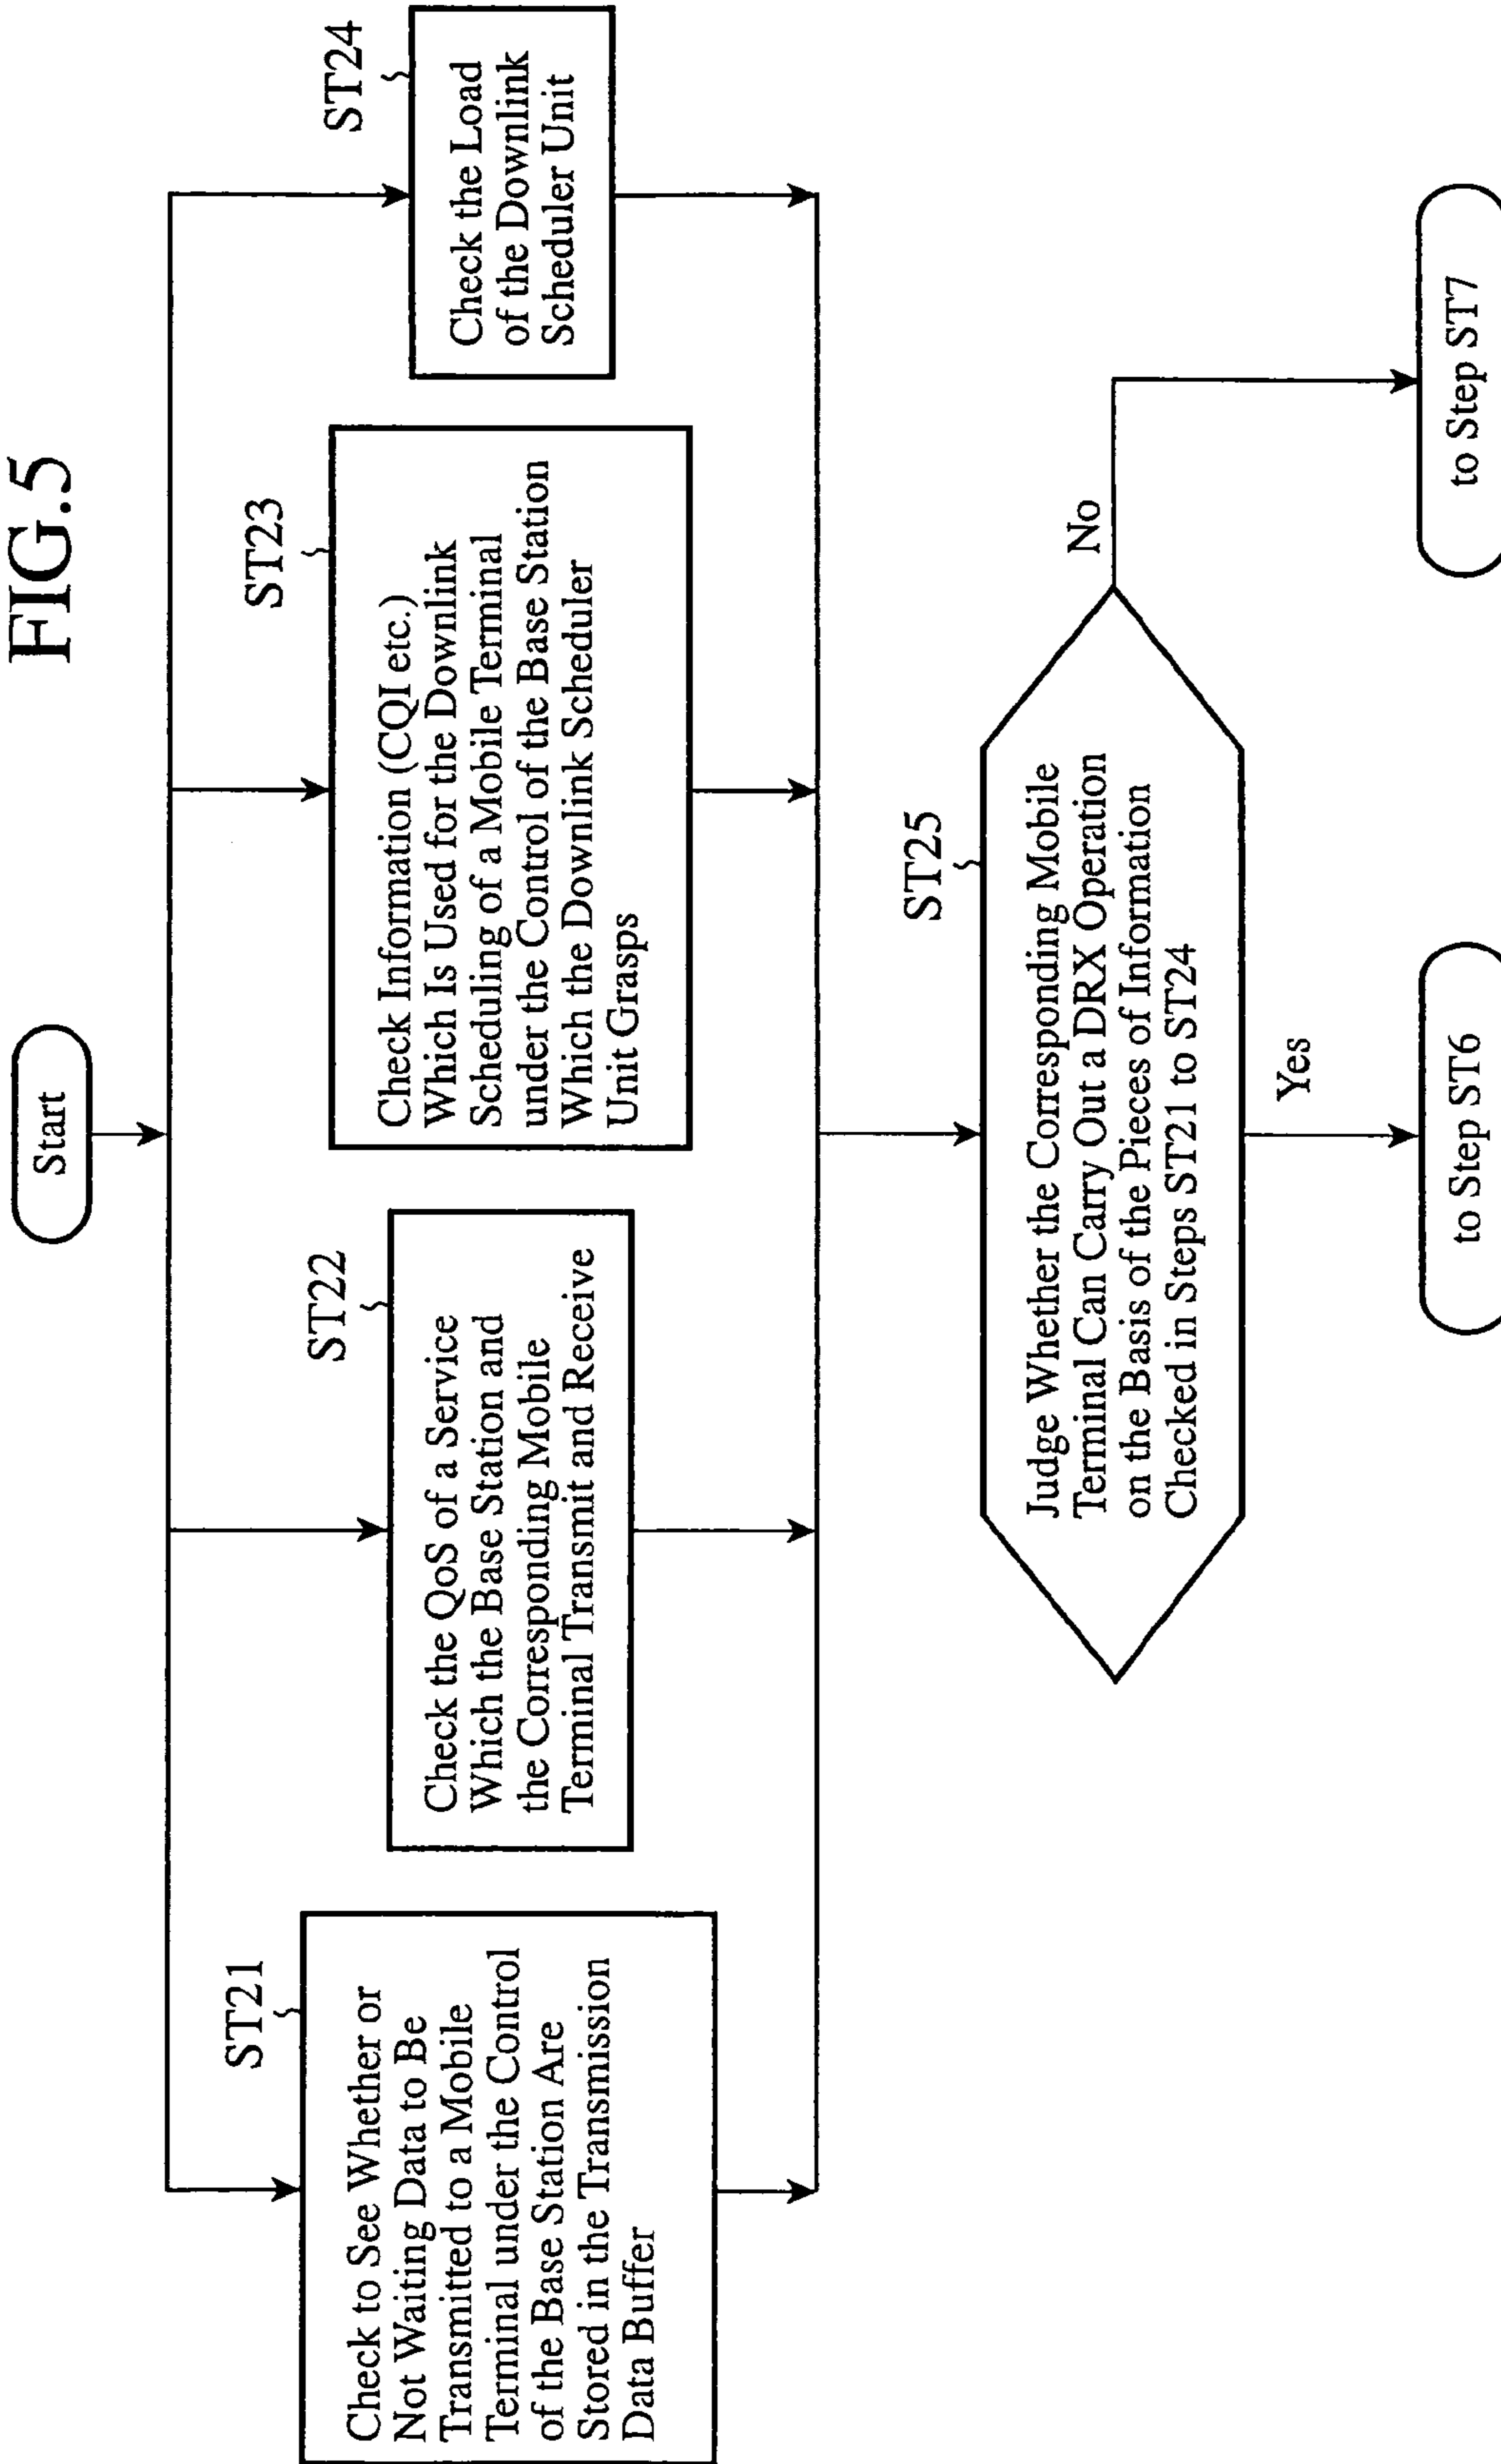 FIG.5
Start
ST21
Check to See Whether or
Not Waiting Data to Be
Transmitted to a Mobile
Terminal under the Control
of the Base Station Are
Stored in the Transmission
Data Buffer
ST22
Check the QoS of a Service
Which the Base Station and
the Corresponding Mobile
Terminal Transmit and Receive
ST23
Check Information (CQI etc.)
Which Is Used for the Downlink
Scheduling of a Mobile Terminal
under the Control of the Base Station
Which the Downlink Scheduler
Unit Grasps
ST24
Check the Load
of the Downlink
Scheduler Unit
ST25
Judge Whether the Corresponding Mobile
Terminal Can Carry Out a DRX Operation
on the Basis of the Pieces of Information
Checked in Steps ST21 to ST24
No
Yes
to Step ST6
to Step ST7